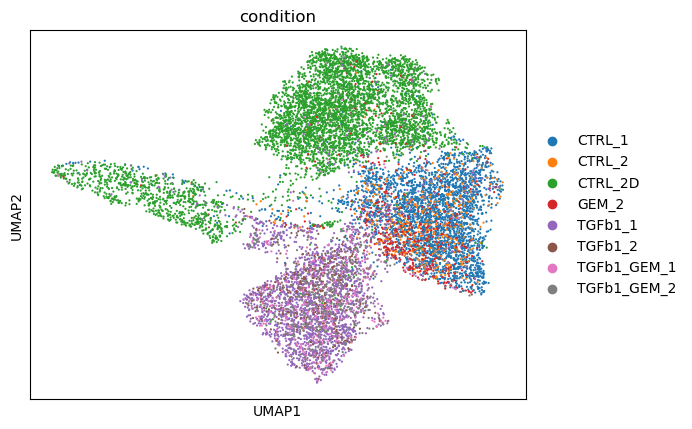 condition
UMAP2
UMAP1
CTRL_1
CTRL_2
CTRL_2D
GEM_2
TGFb1_1
TGFb1_2
TGFb1_GEM_1
TGFb1_GEM_2